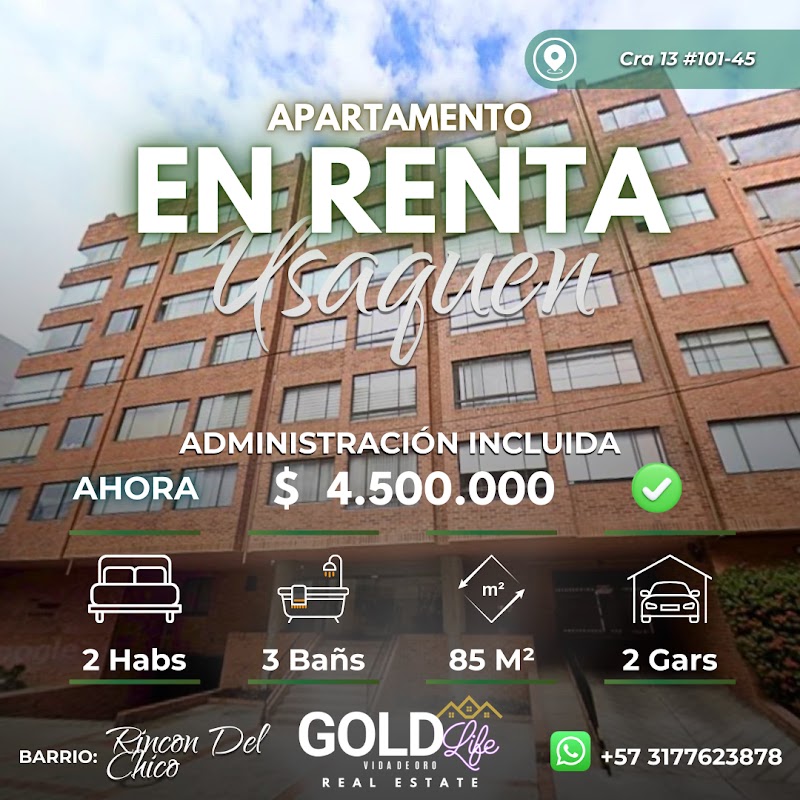 Cra 13 #101-45
APARTAMENTO
EN RENTA
Usaquen
ADMINISTRACIÓN INCLUIDA
AHORA $ 4.500.000
m²
2 Habs 3 Bañs 85 M² 2 Gars
BARRIO: Rincon Del
Chico
GOLD Life
VIDA DE ORO
REAL ESTATE
+57 3177623878